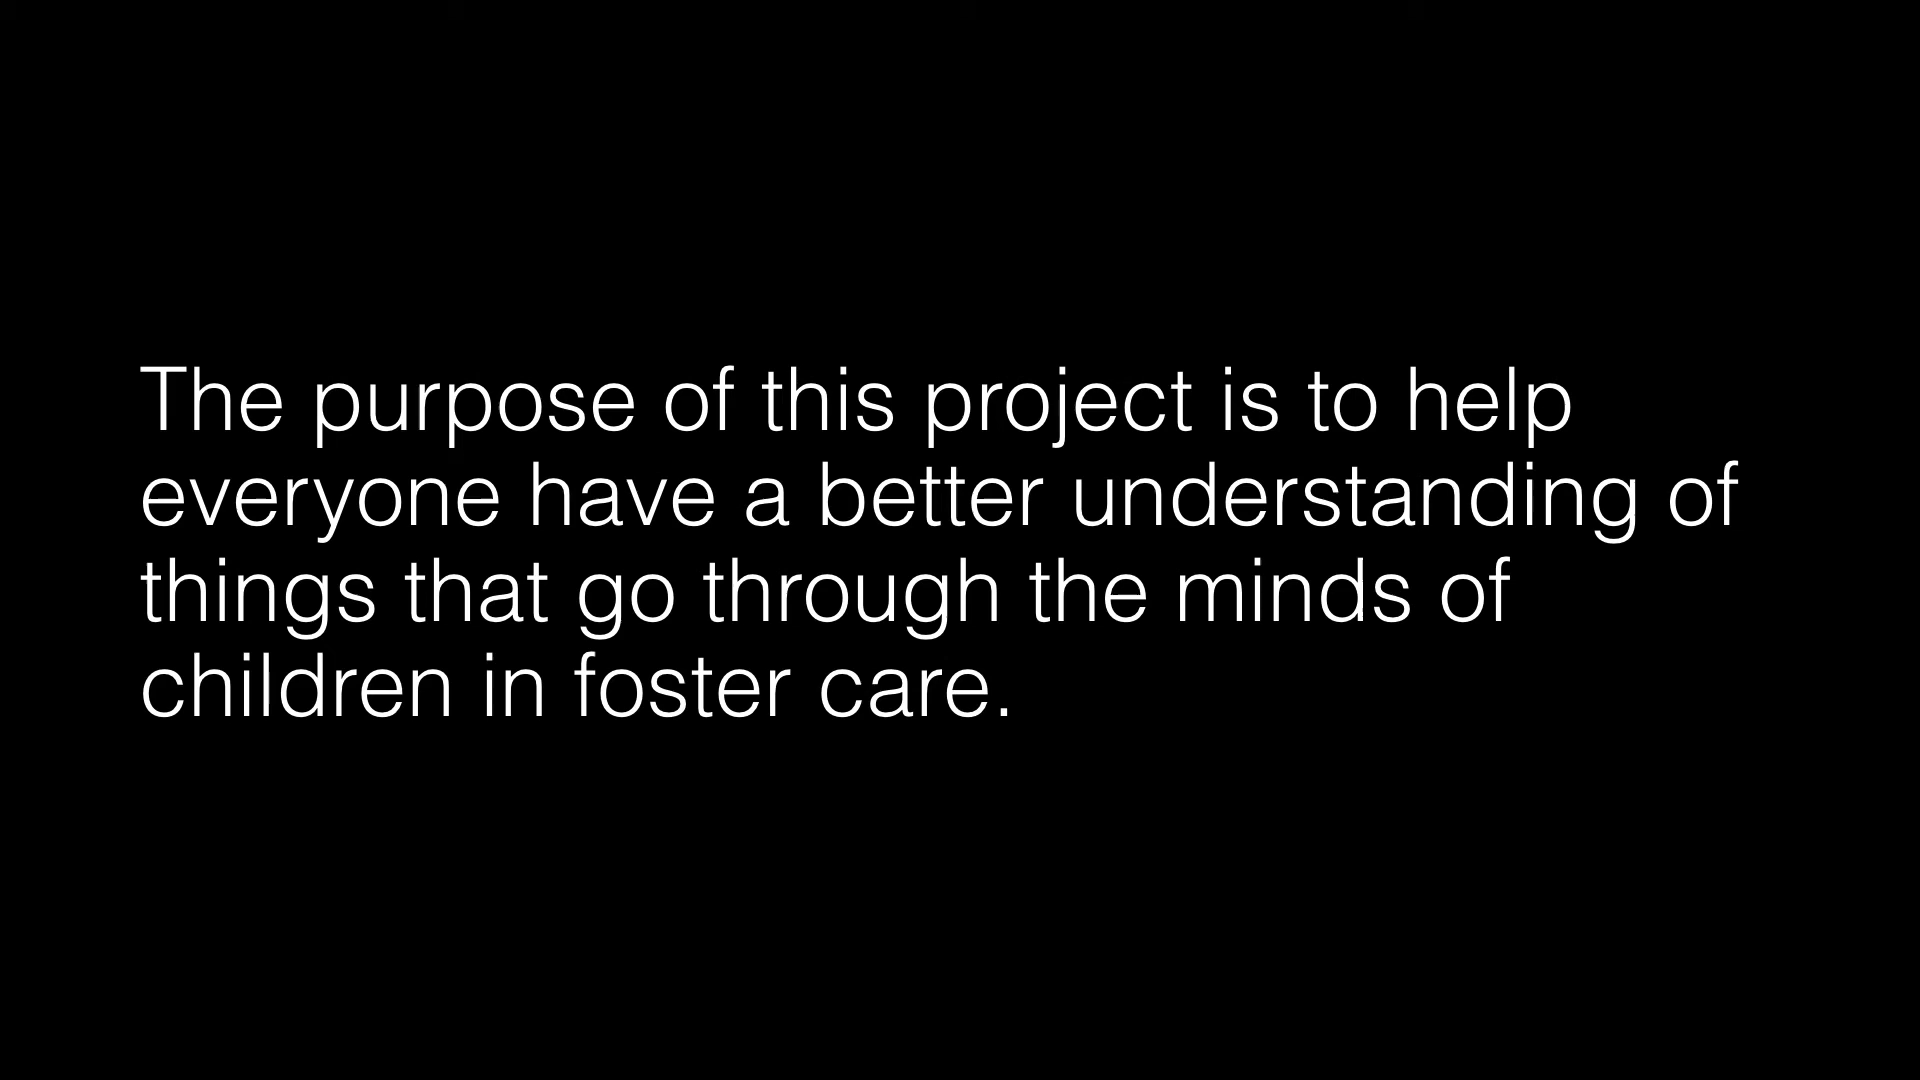 The purpose of this project is to help
everyone have a better understanding of
things that go through the minds of
children in foster care.